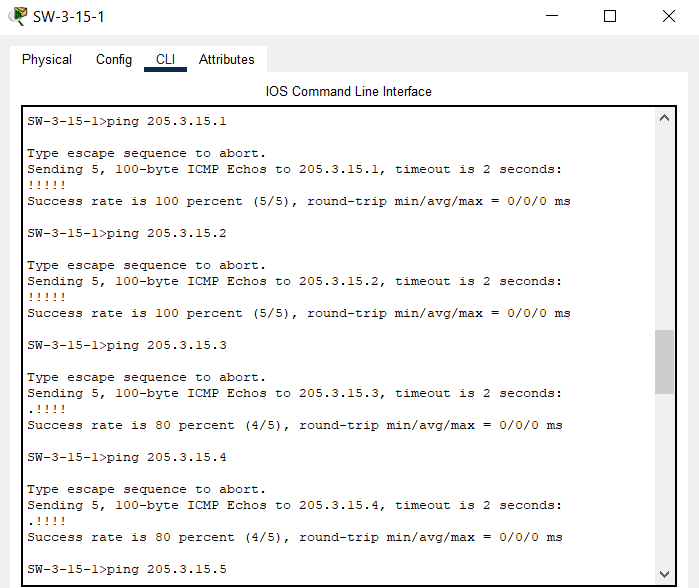 SW-3-15-1
Physical Config CLI Attributes
IOS Command Line Interface
SW-3-15-1>ping 205.3.15.1
Type escape sequence to abort.
Sending 5, 100-byte ICMP Echos to 205.3.15.1, timeout is 2 seconds:
!!!!!
Success rate is 100 percent (5/5), round-trip min/avg/max = 0/0/0 ms
SW-3-15-1>ping 205.3.15.2
Type escape sequence to abort.
Sending 5, 100-byte ICMP Echos to 205.3.15.2, timeout is 2 seconds:
!!!!!
Success rate is 100 percent (5/5), round-trip min/avg/max = 0/0/0 ms
SW-3-15-1>ping 205.3.15.3
Type escape sequence to abort.
Sending 5, 100-byte ICMP Echos to 205.3.15.3, timeout is 2 seconds:
.!!!!
Success rate is 80 percent (4/5), round-trip min/avg/max = 0/0/0 ms
SW-3-15-1>ping 205.3.15.4
Type escape sequence to abort.
Sending 5, 100-byte ICMP Echos to 205.3.15.4, timeout is 2 seconds:
.!!!!
Success rate is 80 percent (4/5), round-trip min/avg/max = 0/0/0 ms
SW-3-15-1>ping 205.3.15.5